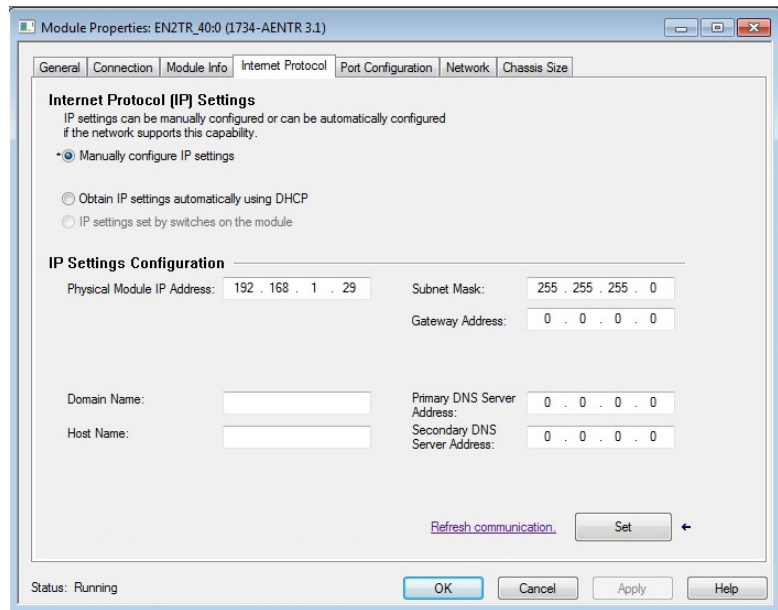 Module Properties: EN2TR_40:0 (1734-AENTR 3.1)
General Connection Module Info Internet Protocol Port Configuration Network Chassis Size
Internet Protocol (IP) Settings
IP settings can be manually configured or can be automatically configured
if the network supports this capability.
Manually configure IP settings
Obtain IP settings automatically using DHCP
IP settings set by switches on the module
IP Settings Configuration
Physical Module IP Address: 192 . 168 . 1 . 29 Subnet Mask: 255 . 255 . 255 . 0
Gateway Address: 0 . 0 . 0 . 0
Domain Name: Primary DNS Server
Address: 0 . 0 . 0 . 0
Host Name: Secondary DNS
Server Address: 0 . 0 . 0 . 0
Refresh communication. Set
Status: Running OK Cancel Apply Help